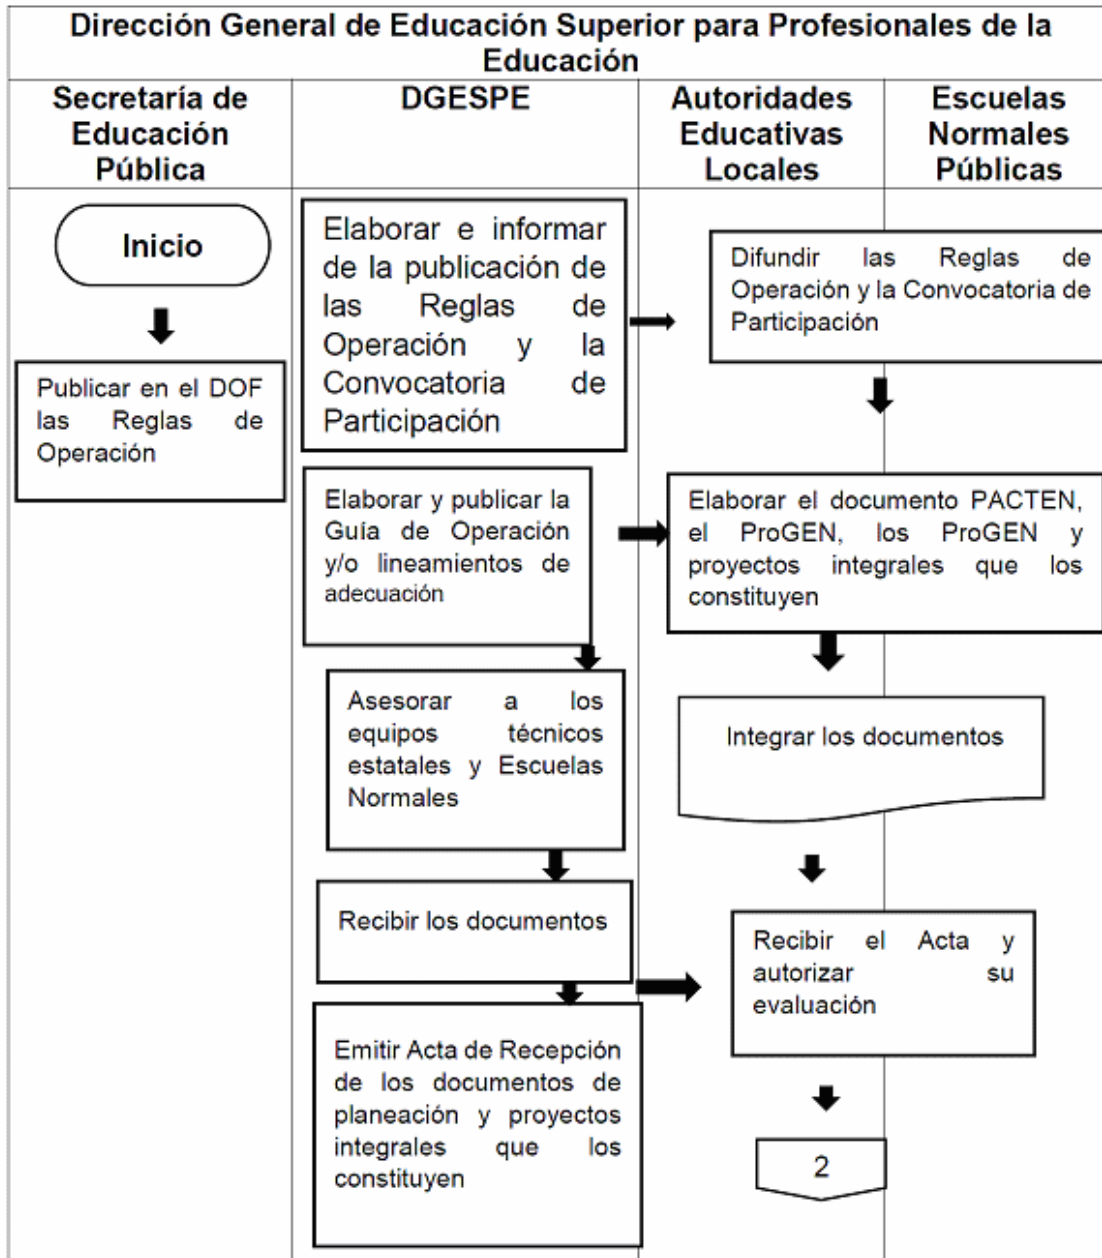 Dirección General de Educación Superior para Profesionales de la
Educación
Secretaría de
Educación
Pública
DGESPE
Autoridades
Educativas
Locales
Escuelas
Normales
Públicas
Inicio
Publicar en el DOF
las Reglas de
Operación
Elaborar e informar
de la publicación de
las Reglas de
Operación y la
Convocatoria de
Participación
Difundir las Reglas de
Operación y la Convocatoria de
Participación
Elaborar y publicar la
Guía de Operación
y/o lineamientos de
adecuación
Elaborar el documento PACTEN,
el ProGEN, los ProGEN y
proyectos integrales que los
constituyen
Asesorar a los
equipos técnicos
estatales y Escuelas
Normales
Integrar los documentos
Recibir los documentos
Recibir el Acta y
autorizar su
evaluación
Emitir Acta de Recepción
de los documentos de
planeación y proyectos
integrales que los
constituyen
2